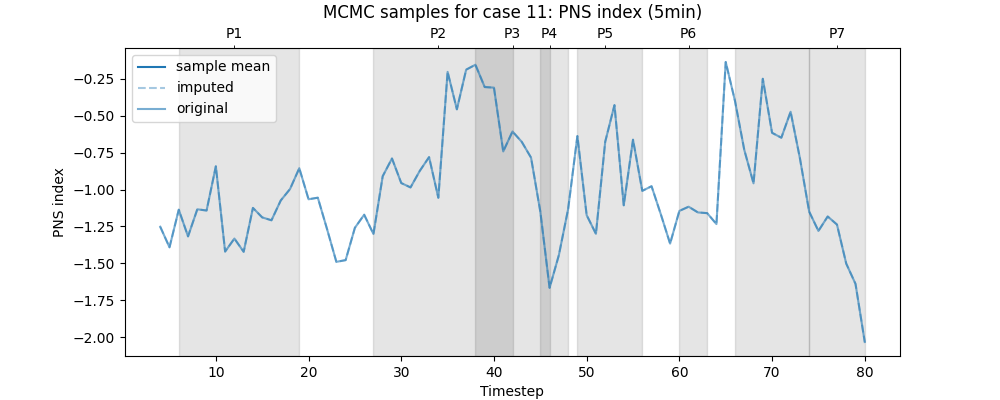 MCMC samples for case 11: PNS index (5min)
P1 P2 P3 P4 P5 P6 P7
sample mean
imputed
original
−0.25
−0.50
−0.75
−1.00
−1.25
−1.50
−1.75
−2.00
PNS index
10 20 30 40 50 60 70 80
Timestep